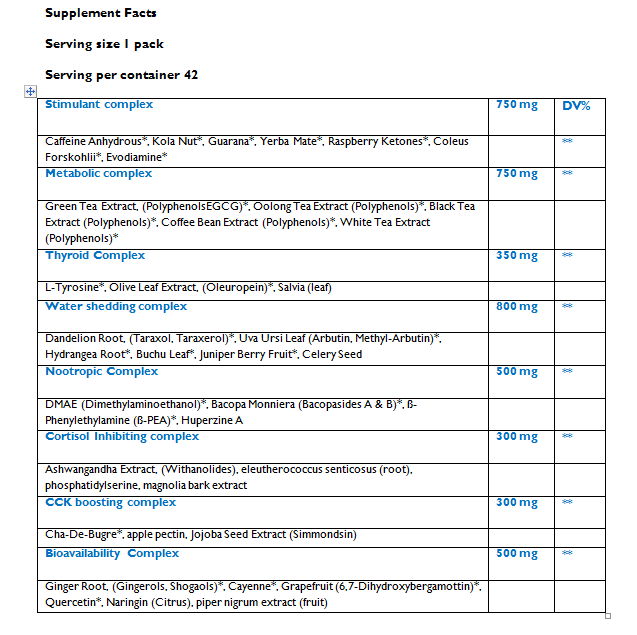 Supplement Facts
Serving size 1 pack
Serving per container 42
Stimulant complex 750 mg DV%
Caffeine Anhydrous*, Kola Nut*, Guarana*, Yerba Mate*, Raspberry Ketones*, Coleus **
Forskohlii*, Evodiamine*
Metabolic complex 750 mg **
Green Tea Extract, (PolyphenolsEGCG)*, Oolong Tea Extract (Polyphenols)*, Black Tea
Extract (Polyphenols)*, Coffee Bean Extract (Polyphenols)*, White Tea Extract
(Polyphenols)*
Thyroid Complex 350 mg **
L-Tyrosine*, Olive Leaf Extract, (Oleuropein)*, Salvia (leaf)
Water shedding complex 800 mg **
Dandelion Root, (Taraxol, Taraxerol)*, Uva Ursi Leaf (Arbutin, Methyl-Arbutin)*,
Hydrangea Root*, Buchu Leaf*, Juniper Berry Fruit*, Celery Seed
Nootropic Complex 500 mg **
DMAE (Dimethylaminoethanol)*, Bacopa Monniera (Bacopasides A & B)*, ß-
Phenylethylamine (ß-PEA)*, Huperzine A
Cortisol Inhibiting complex 300 mg **
Ashwangandha Extract, (Withanolides), eleutherococcus senticosus (root),
phosphatidylserine, magnolia bark extract
CCK boosting complex 300 mg **
Cha-De-Bugre*, apple pectin, Jojoba Seed Extract (Simmondsin)
Bioavailability Complex 500 mg **
Ginger Root, (Gingerols, Shogaols)*, Cayenne*, Grapefruit (6,7-Dihydroxybergamottin)*,
Quercetin*, Naringin (Citrus), piper nigrum extract (fruit)